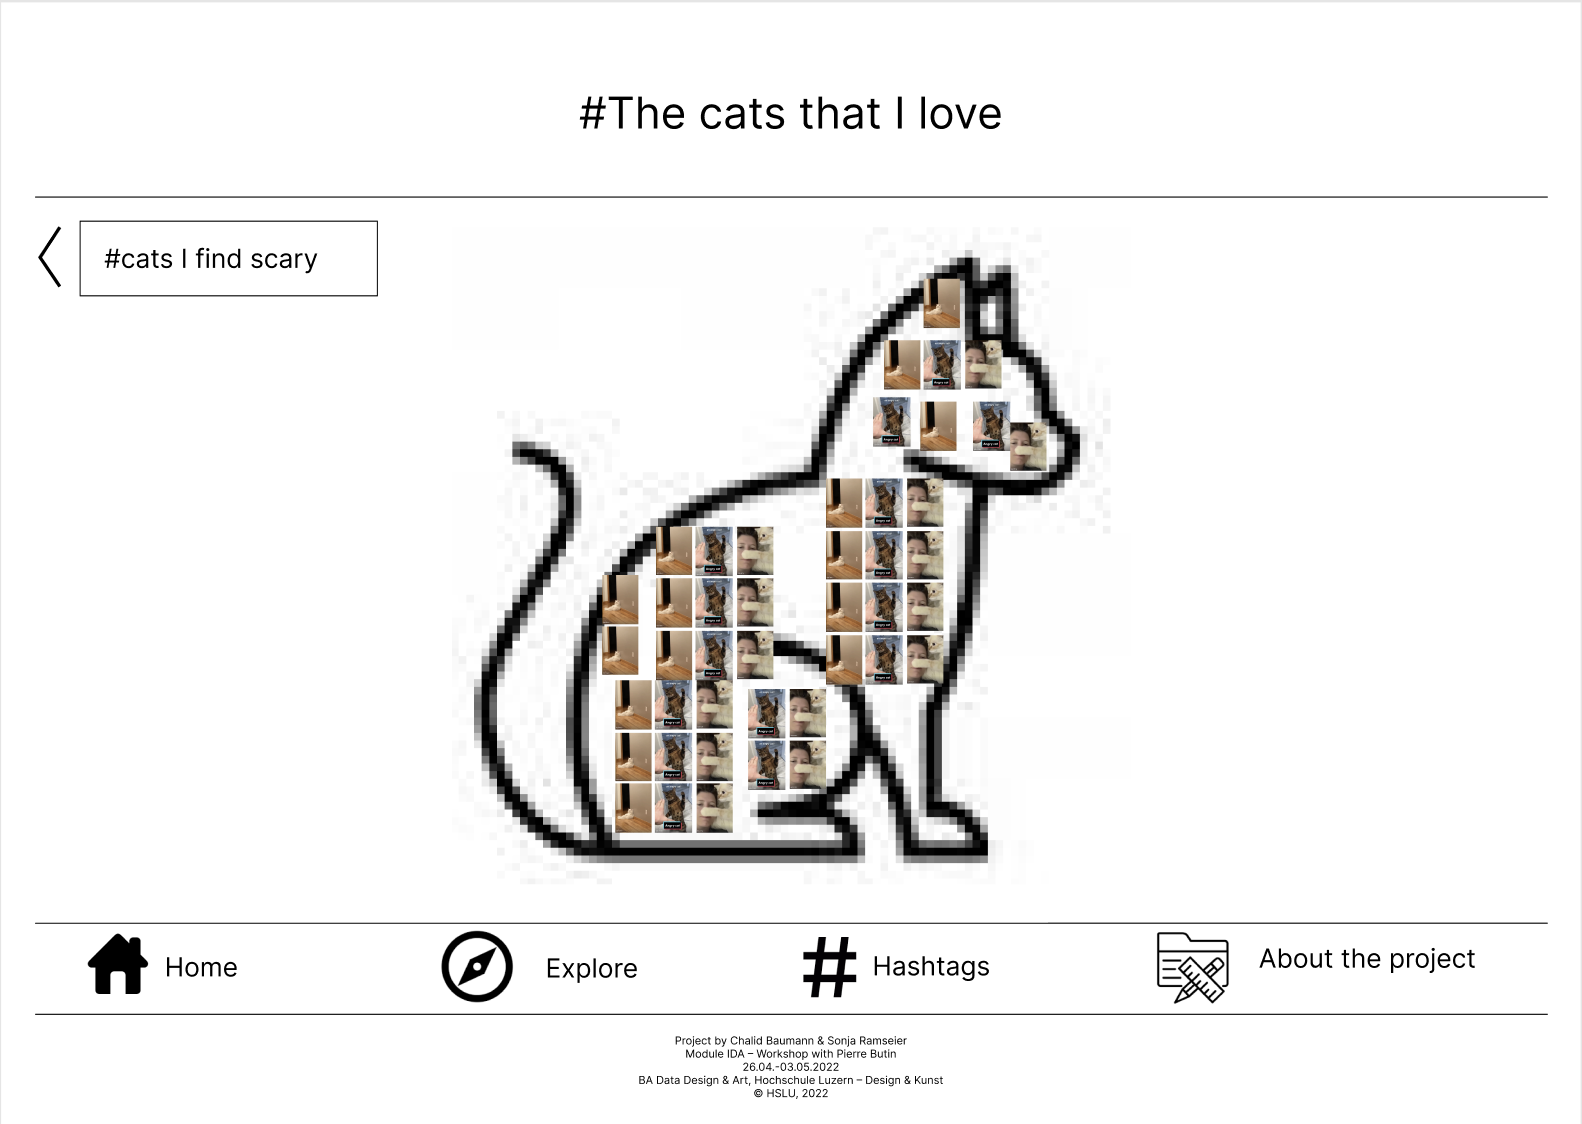 #The cats that I love
#cats I find scary
Home
Explore
Hashtags
About the project
Project by Chalid Baumann & Sonja Ramseier
Module IDA – Workshop with Pierre Butin
26.04.-03.05.2022
BA Data Design & Art, Hochschule Luzern – Design & Kunst
© HSLU, 2022